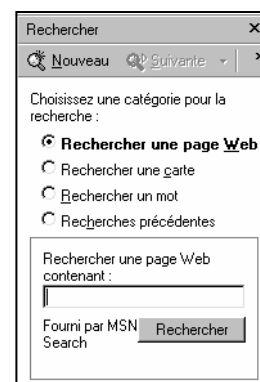 Rechercher
Nouveau Suivante
Choisissez une catégorie pour la
recherche :
Rechercher une page Web
Rechercher une carte
Rechercher un mot
Recherches précédentes
Rechercher une page Web
contenant :
Fourni par MSN Rechercher
Search